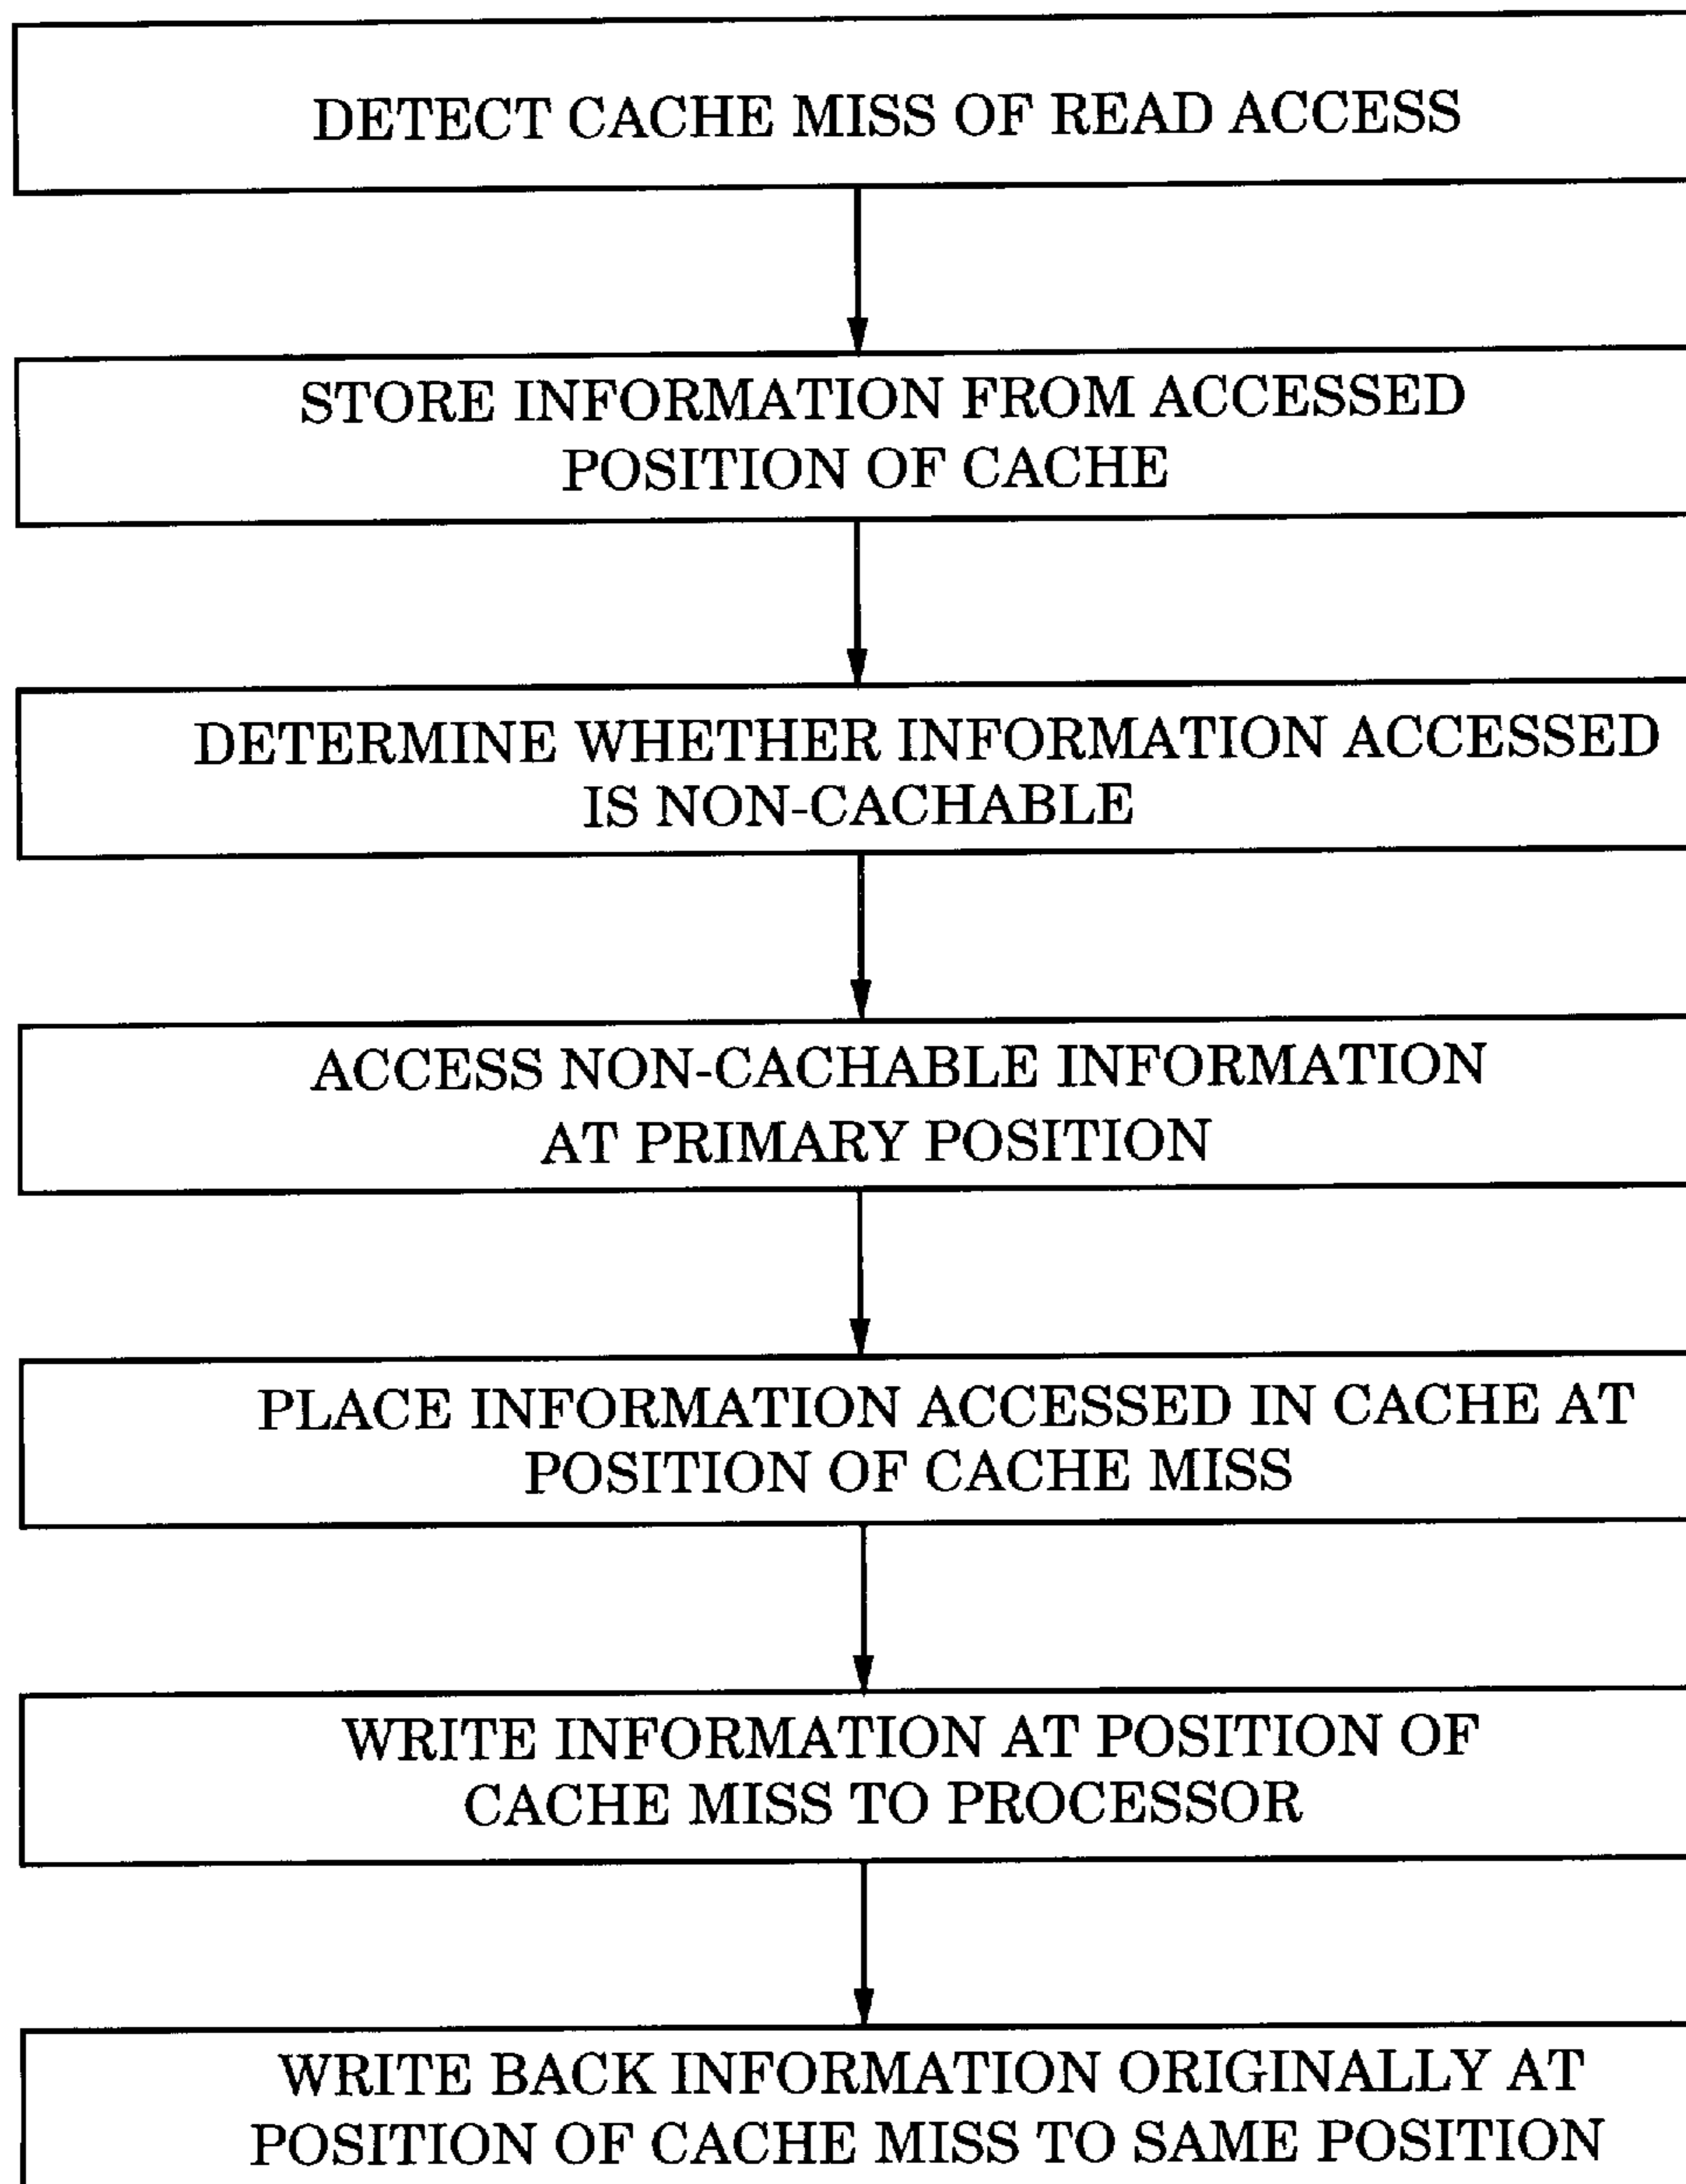 DETECT CACHE MISS OF READ ACCESS
STORE INFORMATION FROM ACCESSED
POSITION OF CACHE
DETERMINE WHETHER INFORMATION ACCESSED
IS NON-CACHABLE
ACCESS NON-CACHABLE INFORMATION
AT PRIMARY POSITION
PLACE INFORMATION ACCESSED IN CACHE AT
POSITION OF CACHE MISS
WRITE INFORMATION AT POSITION OF
CACHE MISS TO PROCESSOR
WRITE BACK INFORMATION ORIGINALLY AT
POSITION OF CACHE MISS TO SAME POSITION